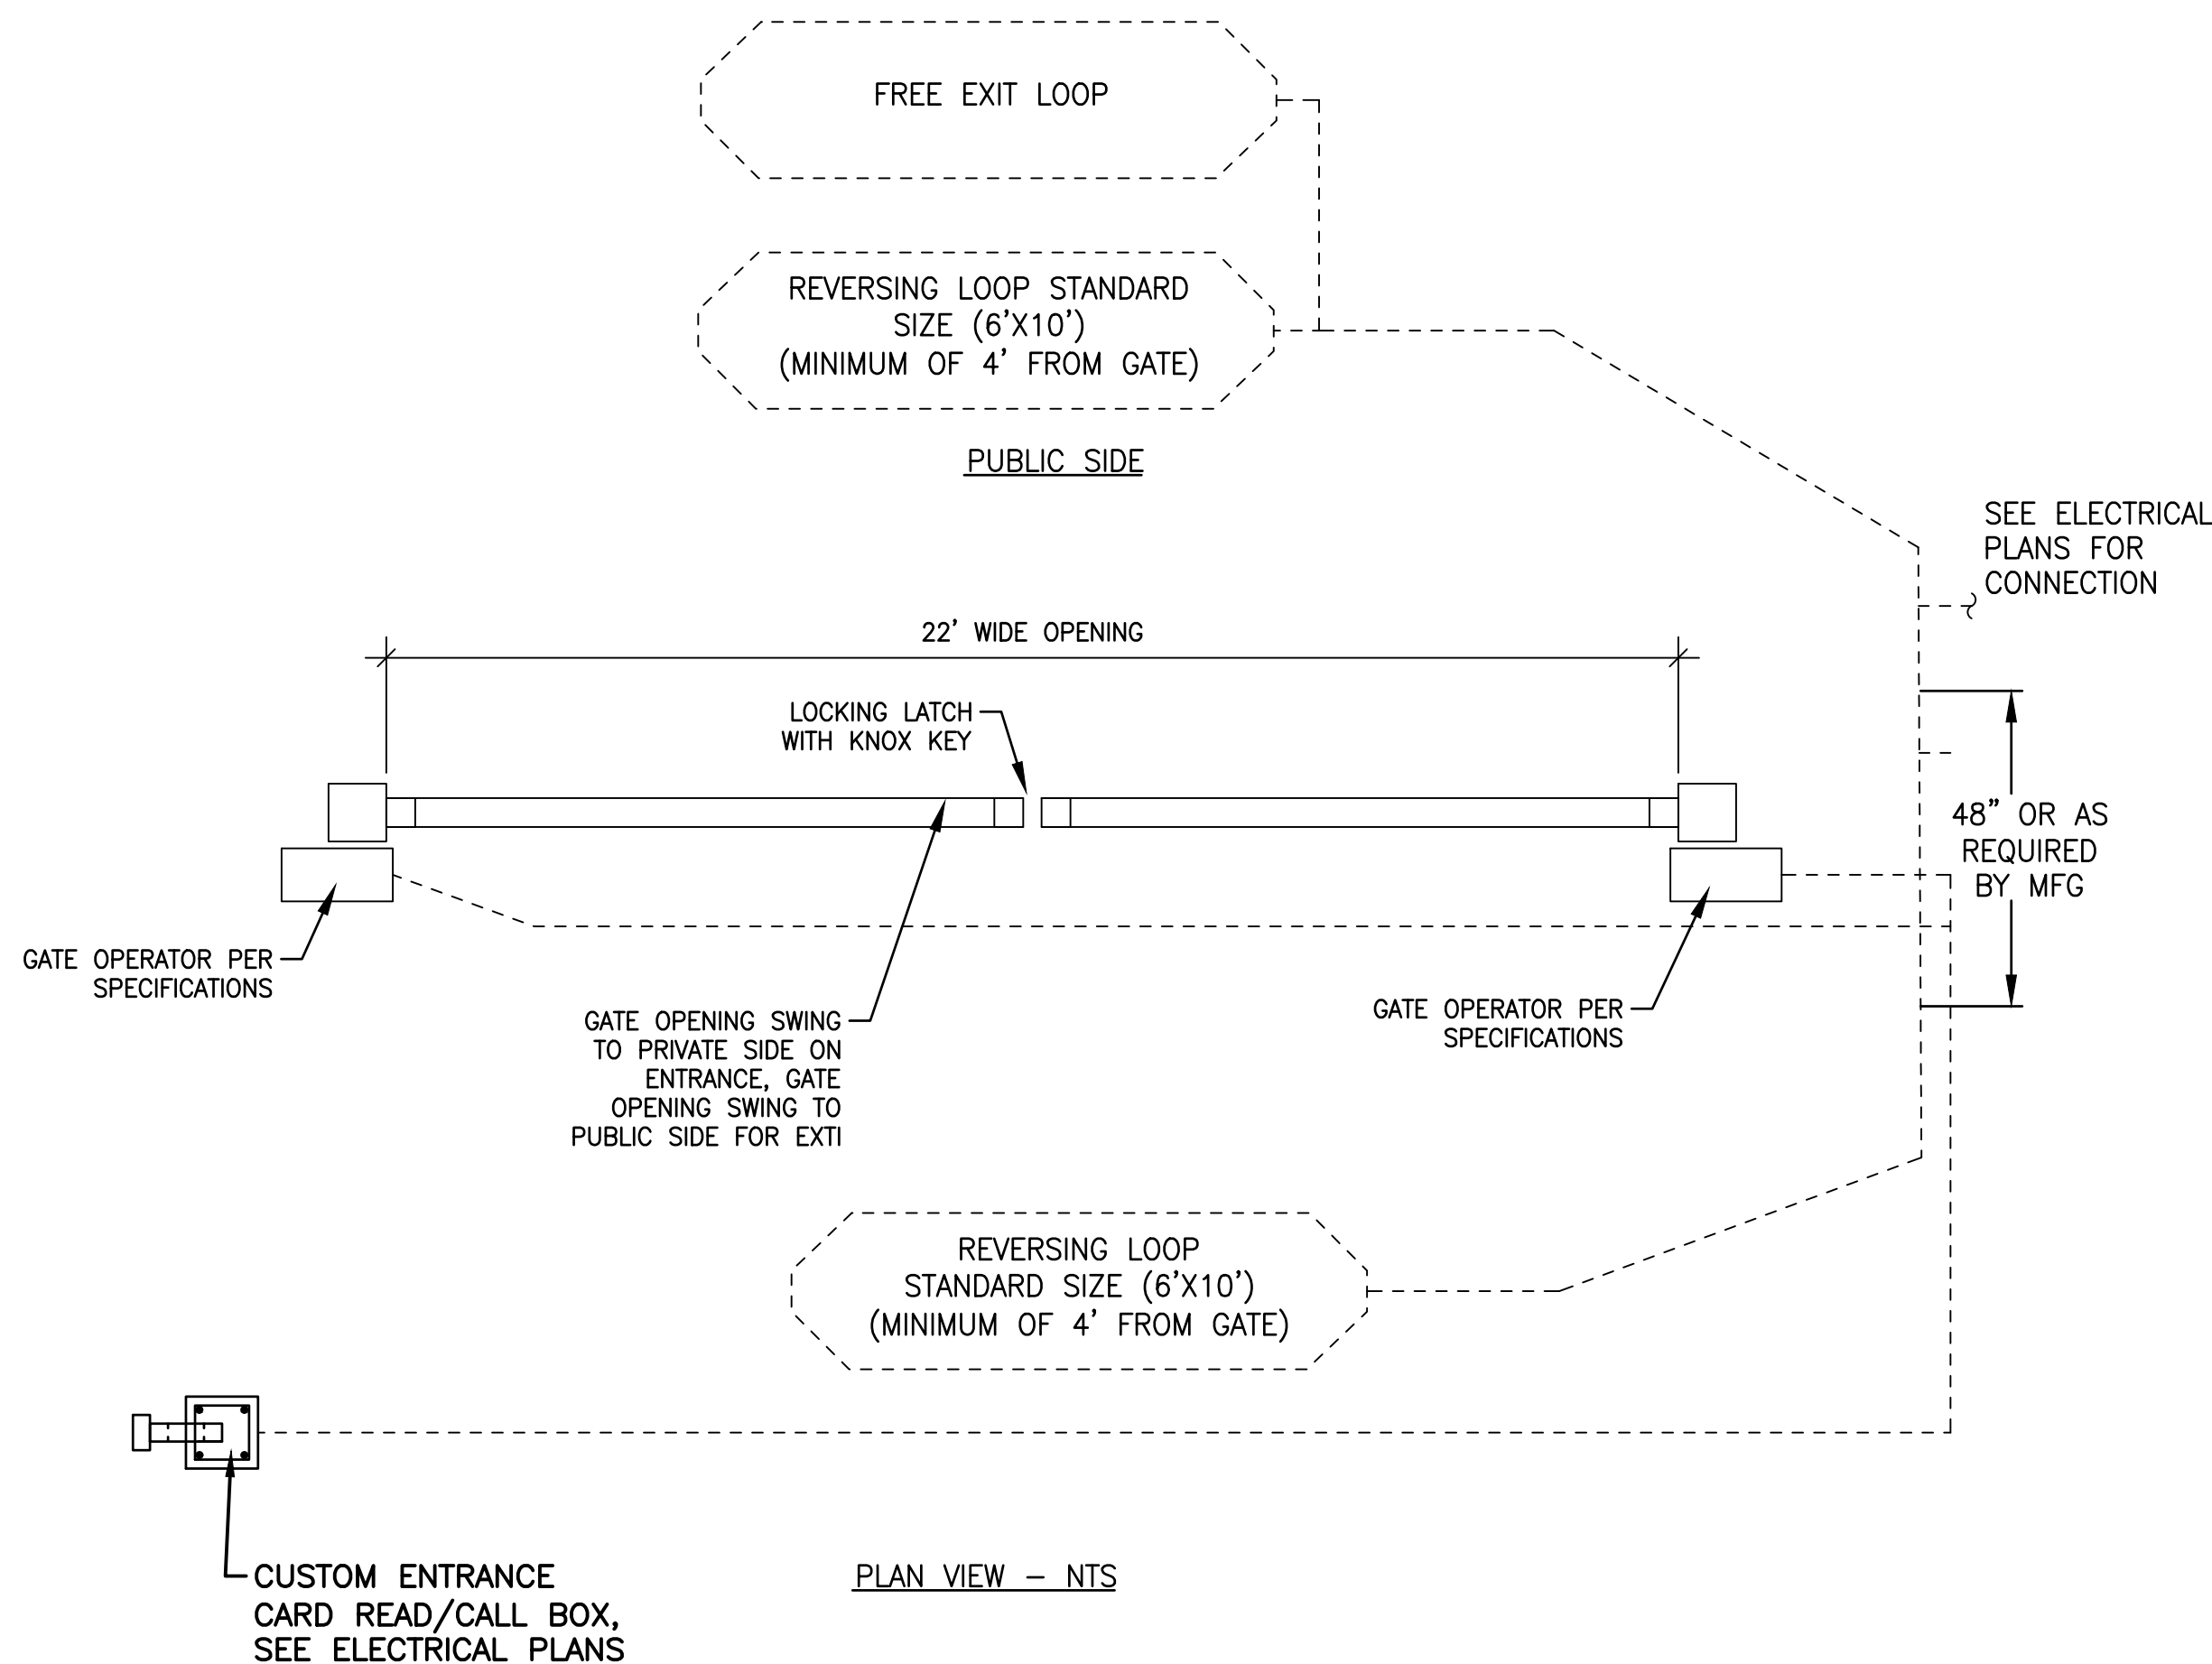 FREE EXIT LOOP
REVERSING LOOP STANDARD
SIZE (6'X10')
(MINIMUM OF 4' FROM GATE)
PUBLIC SIDE
SEE ELECTRICAL
PLANS FOR
CONNECTION
22' WIDE OPENING
LOCKING LATCH
WITH KNOX KEY
48" OR AS
REQUIRED
BY MFG
GATE OPERATOR PER
SPECIFICATIONS
GATE OPENING SWING
TO PRIVATE SIDE ON
ENTRANCE, GATE
OPENING SWING TO
PUBLIC SIDE FOR EXTI
GATE OPERATOR PER
SPECIFICATIONS
REVERSING LOOP
STANDARD SIZE (6'X10')
(MINIMUM OF 4' FROM GATE)
CUSTOM ENTRANCE
CARD READ/CALL BOX,
SEE ELECTRICAL PLANS
PLAN VIEW – NTS